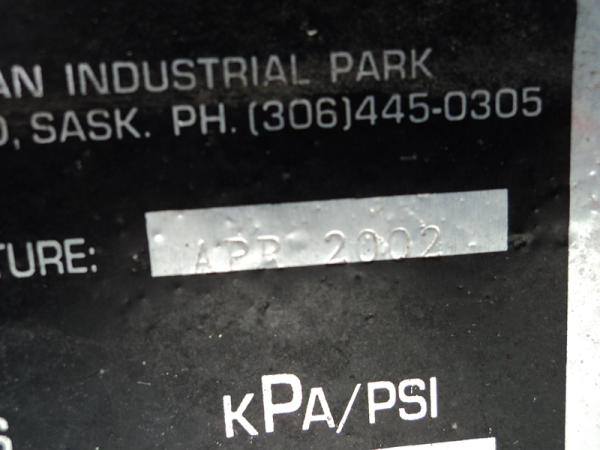 AN INDUSTRIAL PARK
, SASK. PH. (306)445-0305
TURE: APR 2002
KPA/PSI
S